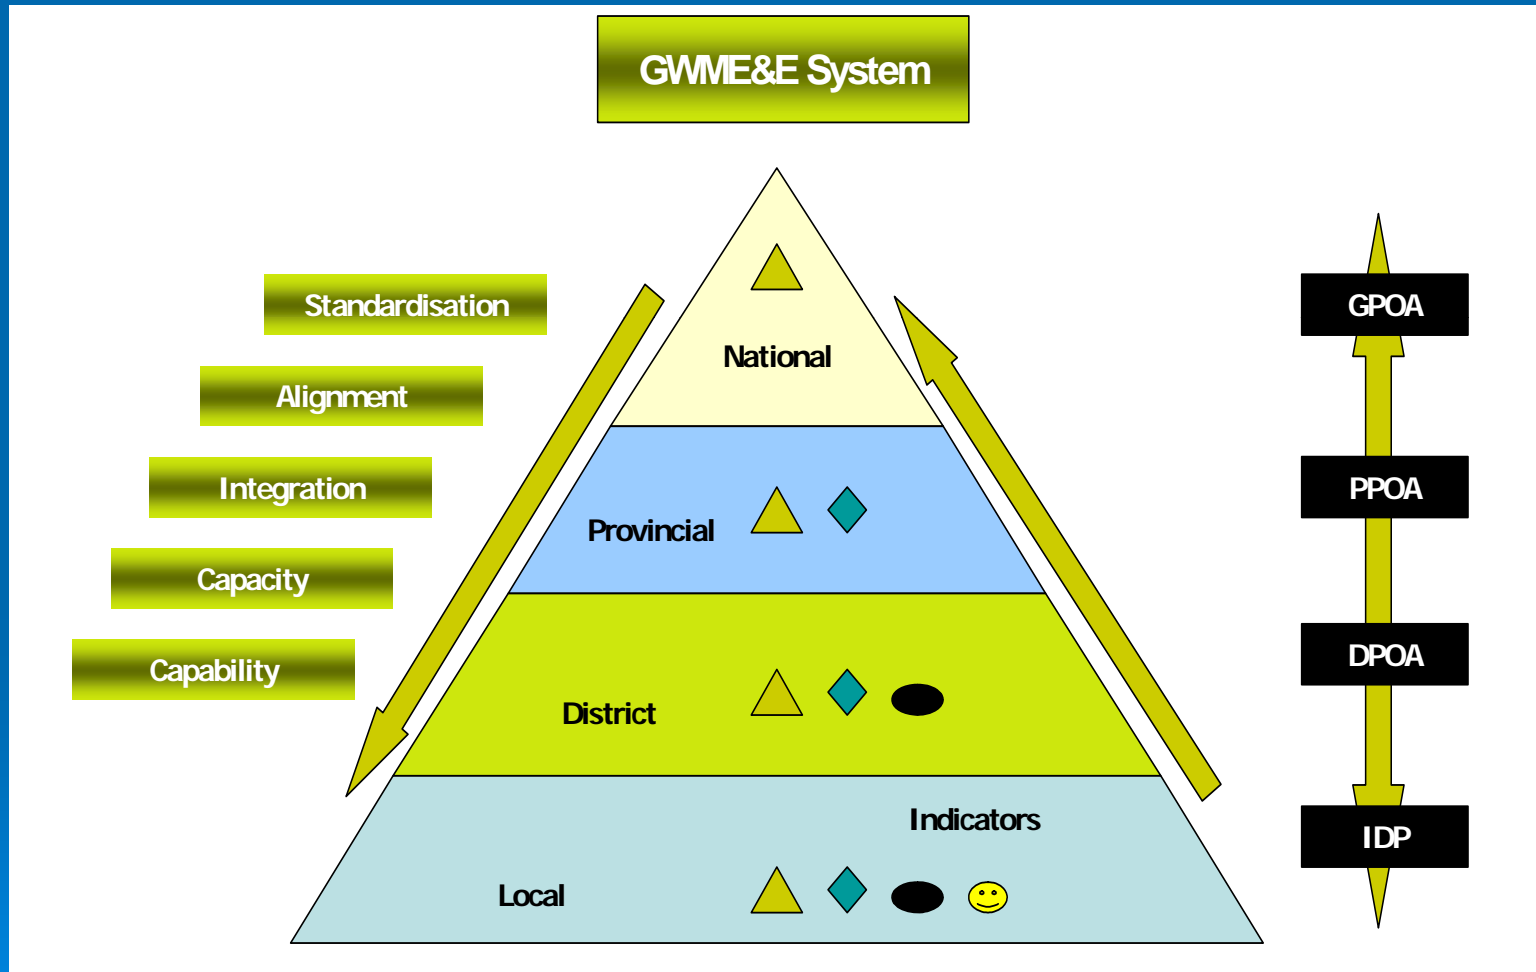 GWME&E System
Standardisation
Alignment
Integration
Capacity
Capability
National
Provincial
District
Indicators
Local
GPOA
PPOA
DPOA
IDP